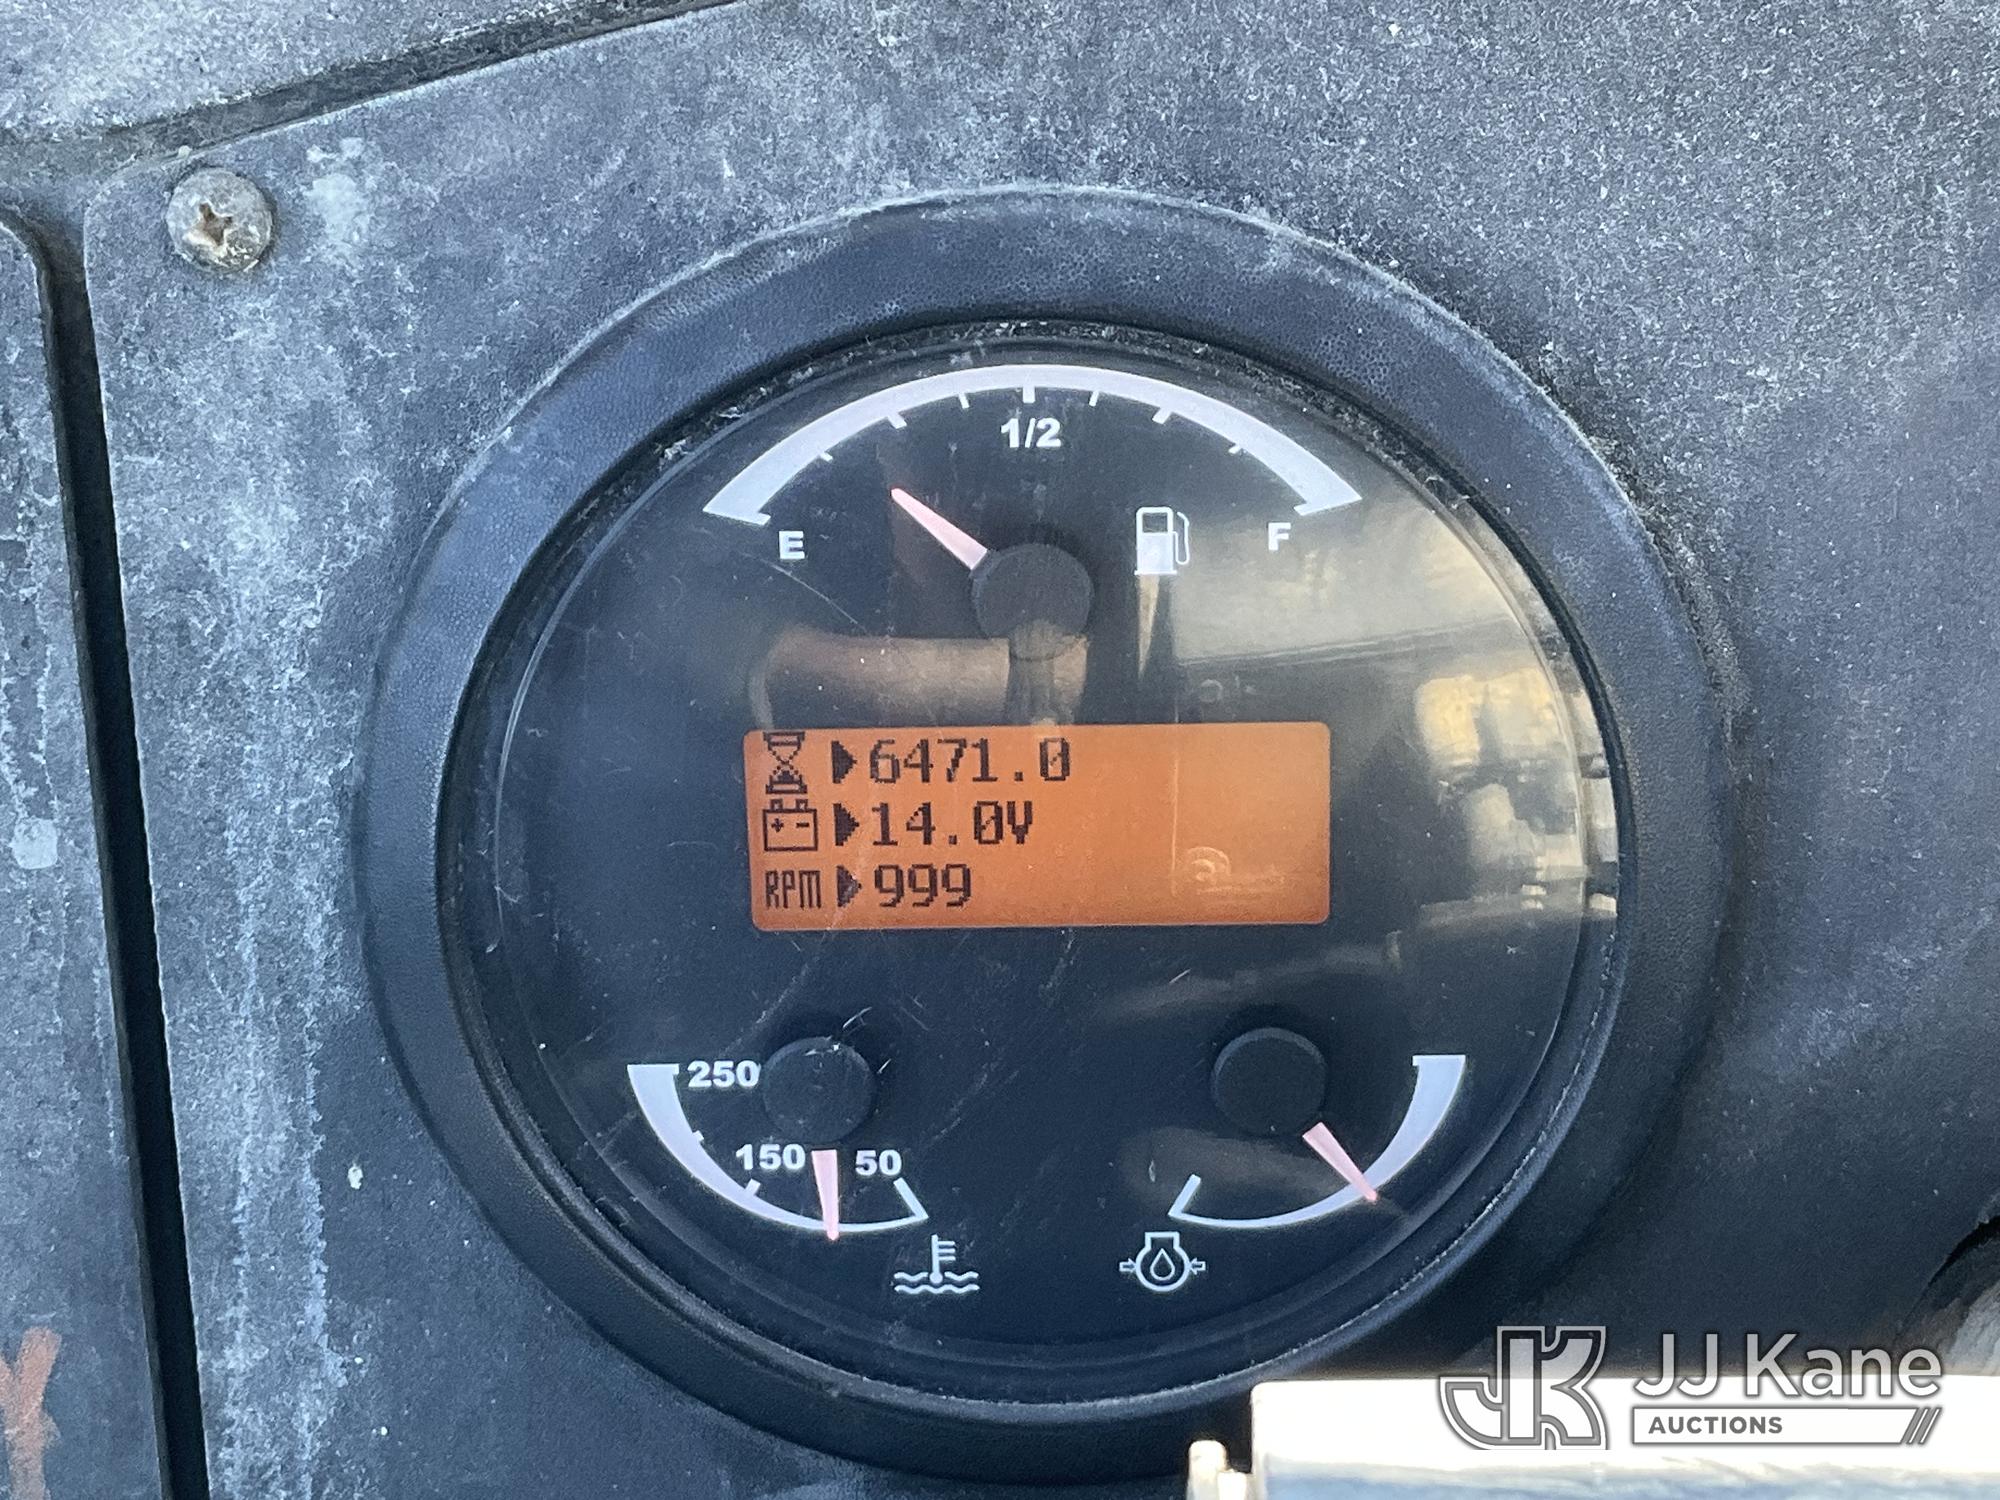 1/2
E
F
6471.0
14.0V
RPM 999
250
150
50
JJ Kane
AUCTIONS